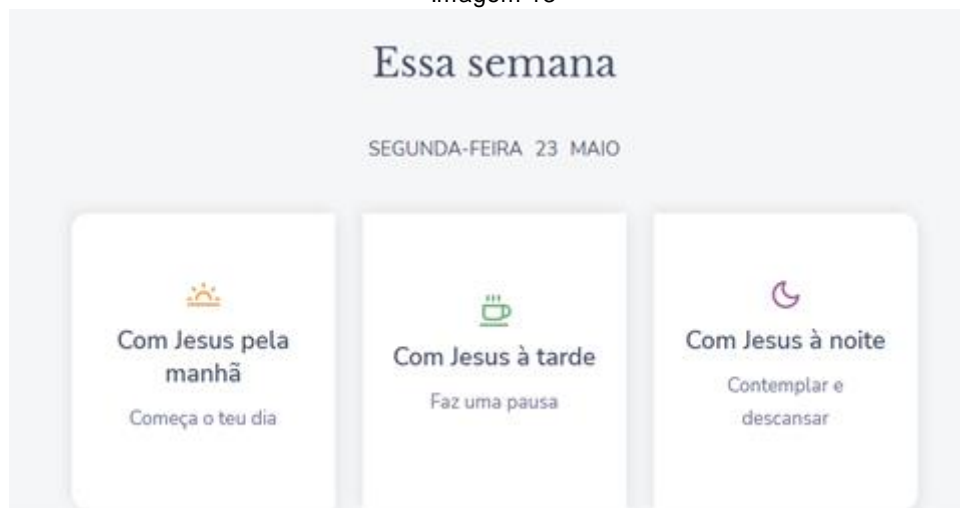 Essa semana
SEGUNDA-FEIRA 23 MAIO
Com Jesus pela
manhã
Começa o teu dia
Com Jesus à tarde
Faz uma pausa
Com Jesus à noite
Contemplar e
descansar